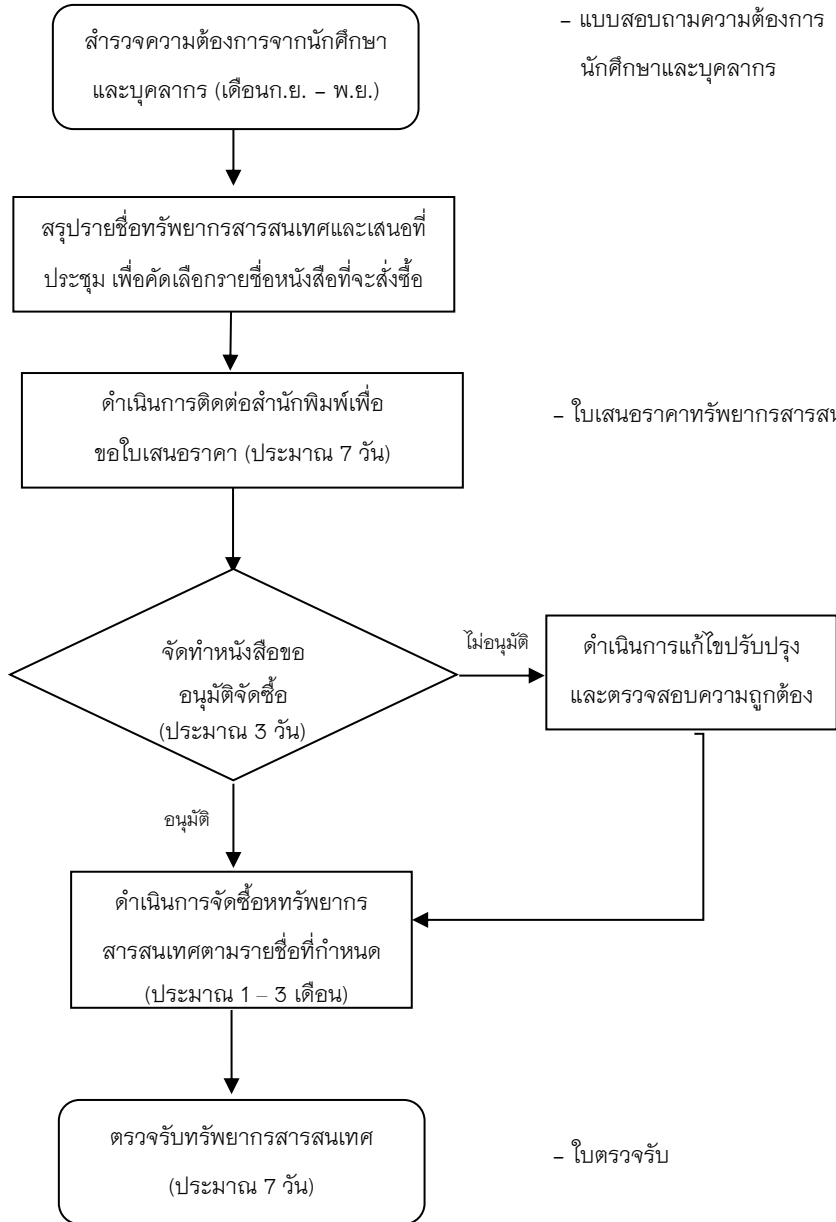 สำรวจความต้องการจากนักศึกษา
และบุคลากร (เดือนก.ย. – พ.ย.)
– แบบสอบถามความต้องการ
นักศึกษาและบุคลากร
สรุปรายชื่อทรัพยากรสารสนเทศและเสนอที่
ประชุม เพื่อคัดเลือกรายชื่อหนังสือที่จะสั่งซื้อ
ดำเนินการติดต่อสำนักพิมพ์เพื่อ
ขอใบเสนอราคา (ประมาณ 7 วัน)
– ใบเสนอราคาทรัพยากรสารสน
จัดทำหนังสือขอ
อนุมัติจัดซื้อ
(ประมาณ 3 วัน)
ไม่อนุมัติ
ดำเนินการแก้ไขปรับปรุง
และตรวจสอบความถูกต้อง
อนุมัติ
ดำเนินการจัดซื้อหทรัพยากร
สารสนเทศตามรายชื่อที่กำหนด
(ประมาณ 1 – 3 เดือน)
ตรวจรับทรัพยากรสารสนเทศ
(ประมาณ 7 วัน)
– ใบตรวจรับ